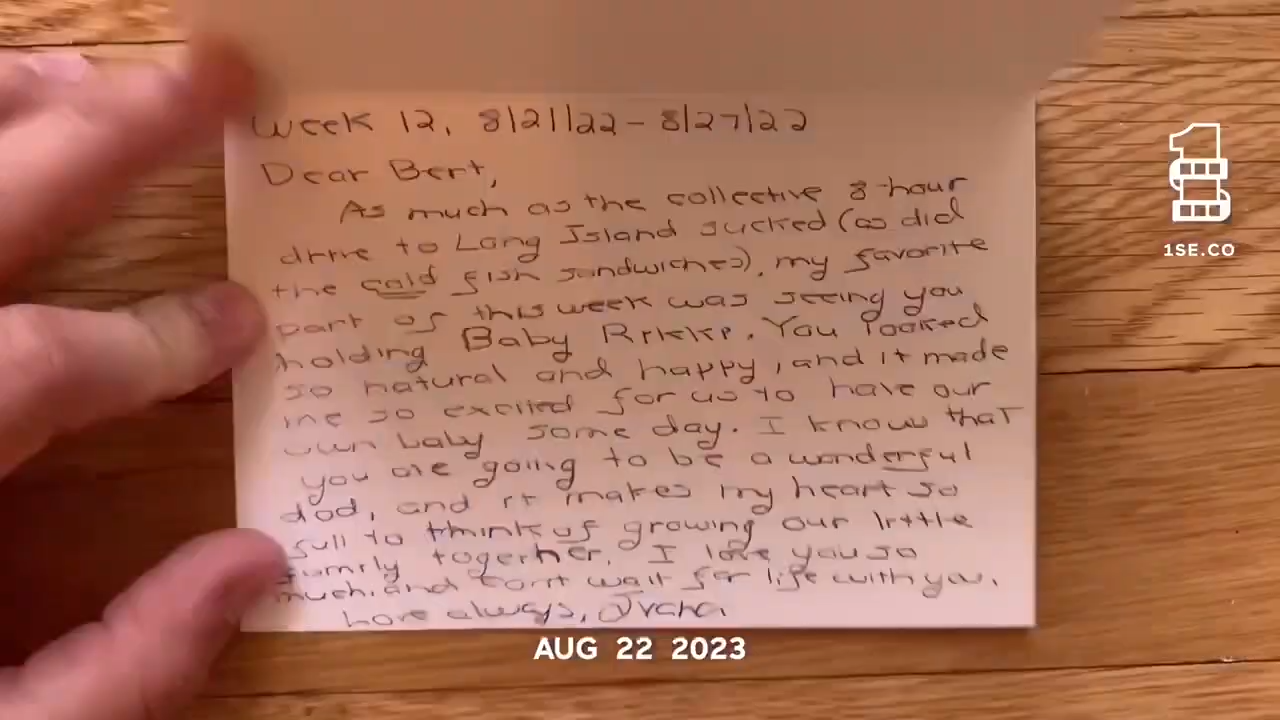 Week 12, 8/21/22 - 8/27/22
Dear Bert,
As much as the collective 8-hour
drive to Long Island sucked (as did
the cold fish sandwiches), my favorite
part of this week was seeing you
holding Baby You looked
so natural and happy, and it made
me so excited for us to have our
own baby some day. I know that
you are going to be a wonderful
dad, and it makes my heart so
full to think of growing our little
family together. I love you so
much, and can't wait for life with you.
Love always,
AUG 22 2023
1SE.CO